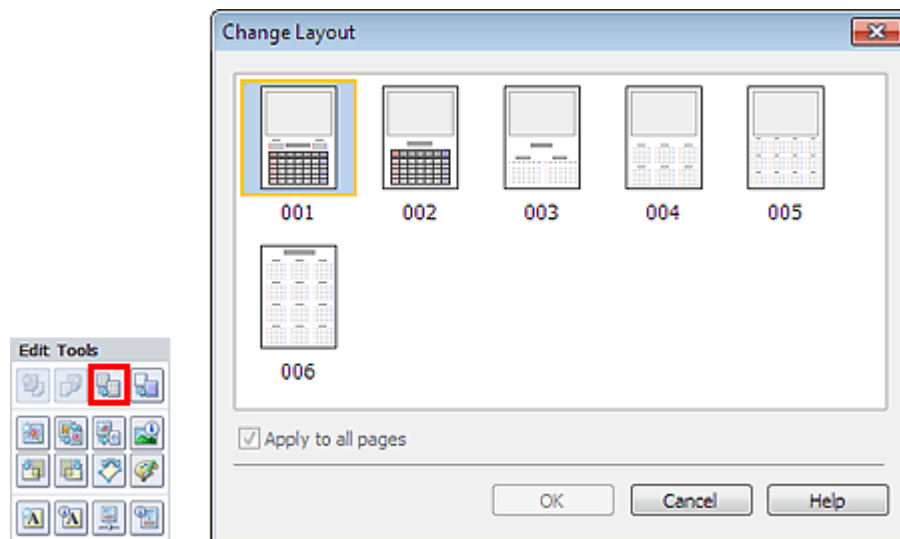 Change Layout
001 002 003 004 005
006
Edit Tools
Apply to all pages
OK Cancel Help